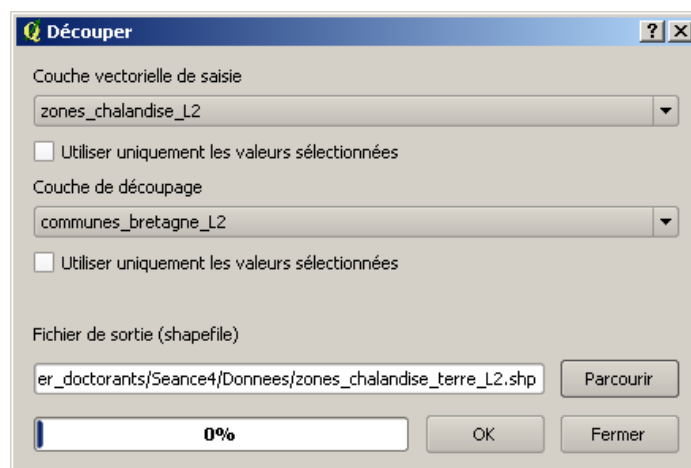 Découper
Couche vectorielle de saisie
zones_chalandise_L2
Utiliser uniquement les valeurs sélectionnées
Couche de découpage
communes_bretagne_L2
Utiliser uniquement les valeurs sélectionnées
Fichier de sortie (shapefile)
er_doctorants/Seance4/Donnees/zones_chalandise_terre_L2.shp Parcourir
0% OK Fermer